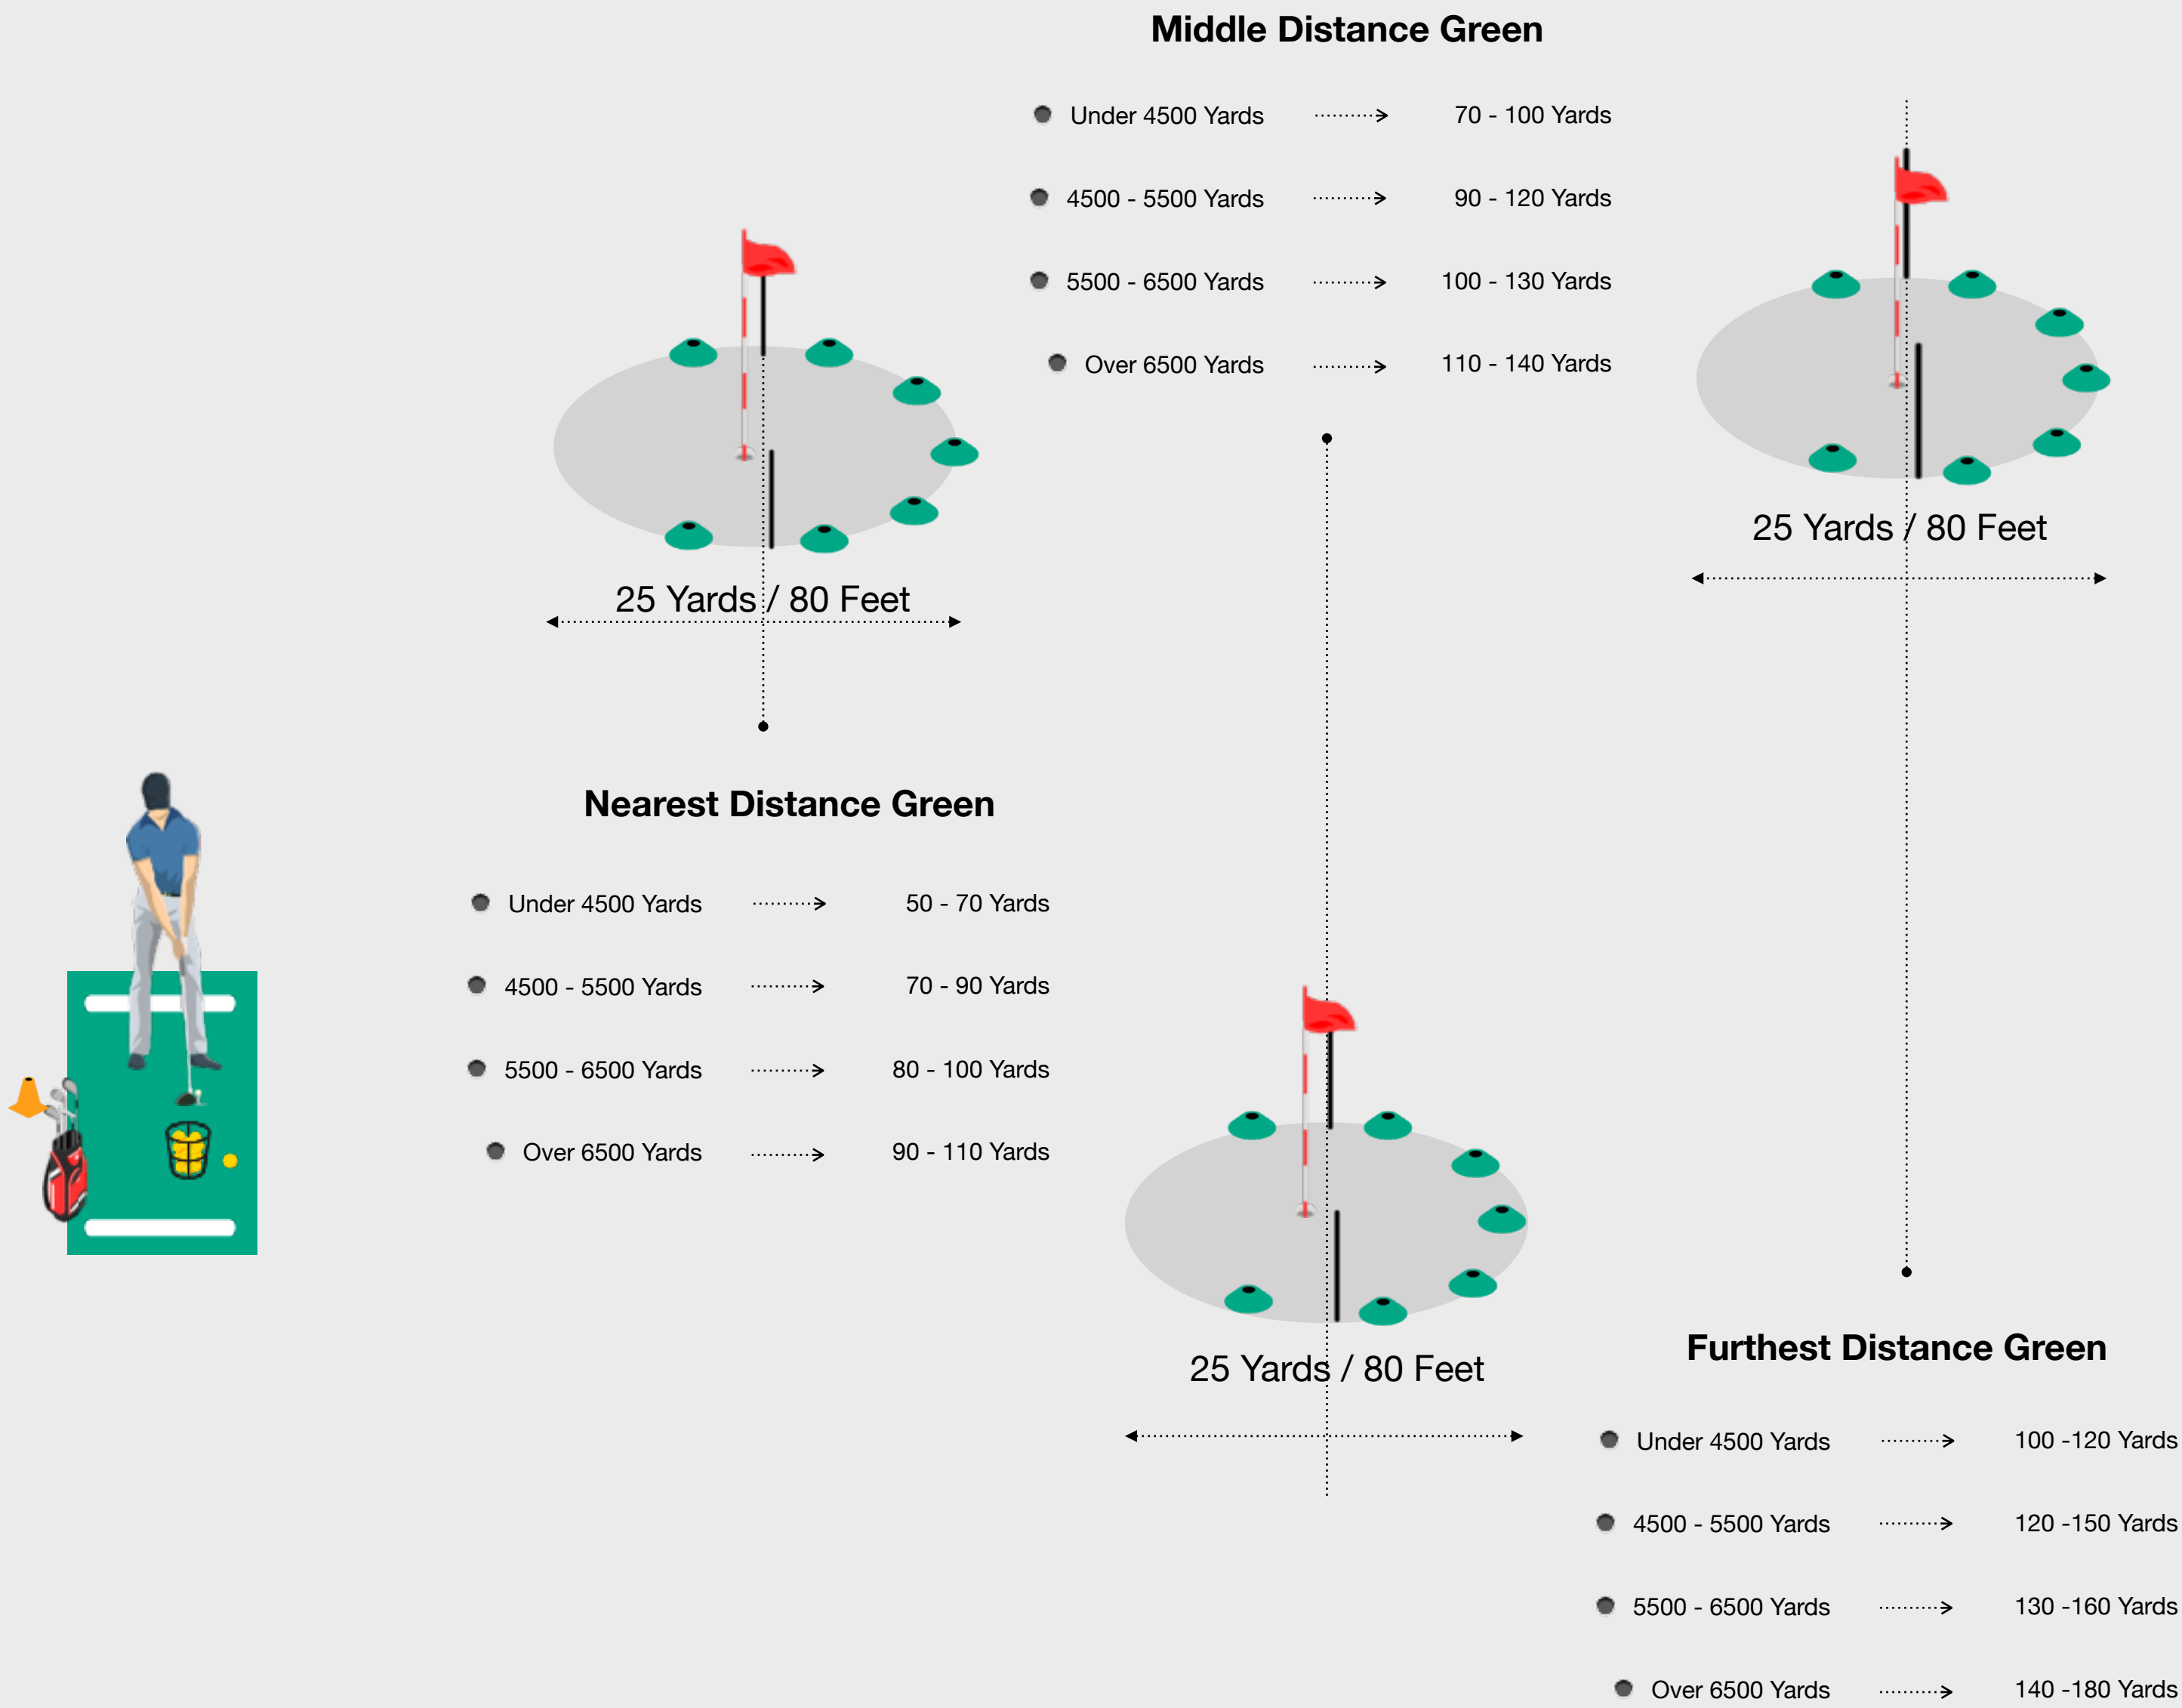 Middle Distance Green
Under 4500 Yards 70 - 100 Yards
4500 - 5500 Yards 90 - 120 Yards
5500 - 6500 Yards 100 - 130 Yards
Over 6500 Yards 110 - 140 Yards
25 Yards / 80 Feet
25 Yards / 80 Feet
Nearest Distance Green
Under 4500 Yards 50 - 70 Yards
4500 - 5500 Yards 70 - 90 Yards
5500 - 6500 Yards 80 - 100 Yards
Over 6500 Yards 90 - 110 Yards
25 Yards / 80 Feet
Furthest Distance Green
Under 4500 Yards 100 -120 Yards
4500 - 5500 Yards 120 -150 Yards
5500 - 6500 Yards 130 -160 Yards
Over 6500 Yards 140 -180 Yards